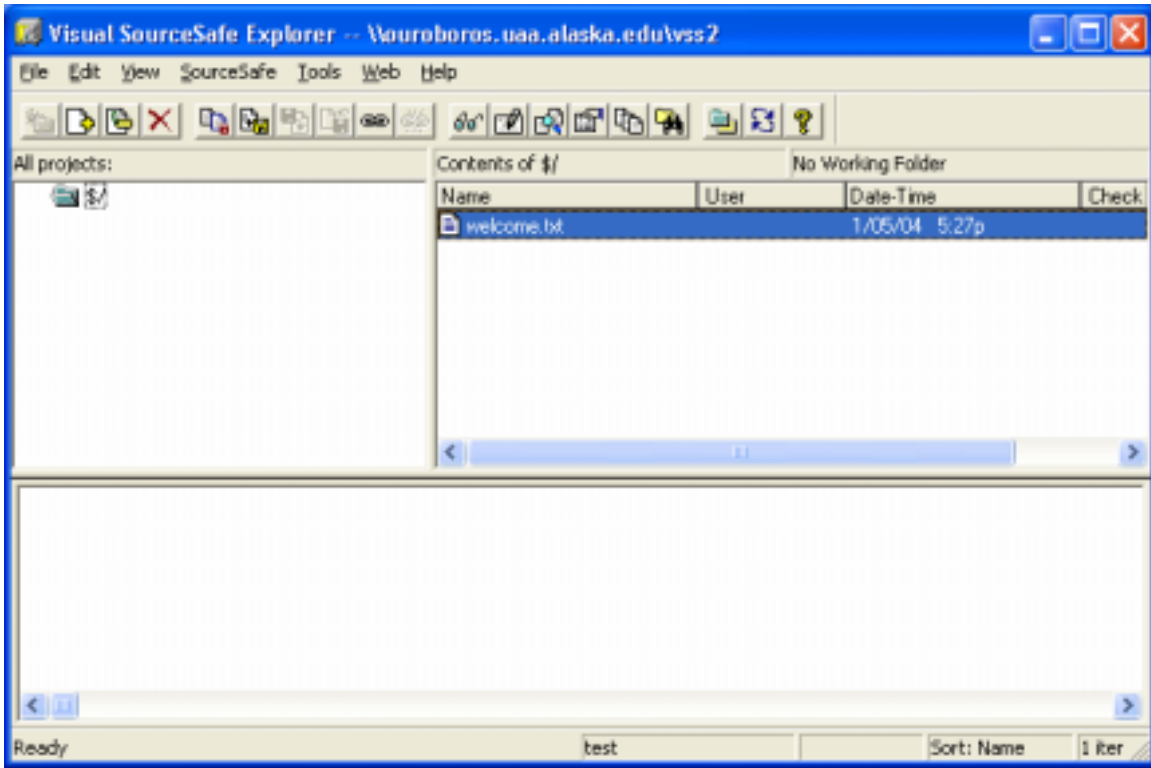 Visual SourceSafe Explorer -- \\ouroboros.uaa.alaska.edu\vss2
File Edit View SourceSafe Tools Web Help
All projects:
Contents of $/
No Working Folder
$/
Name User Date-Time Check
welcome.txt 1/05/04 5:27p
Ready test Sort: Name 1 iter